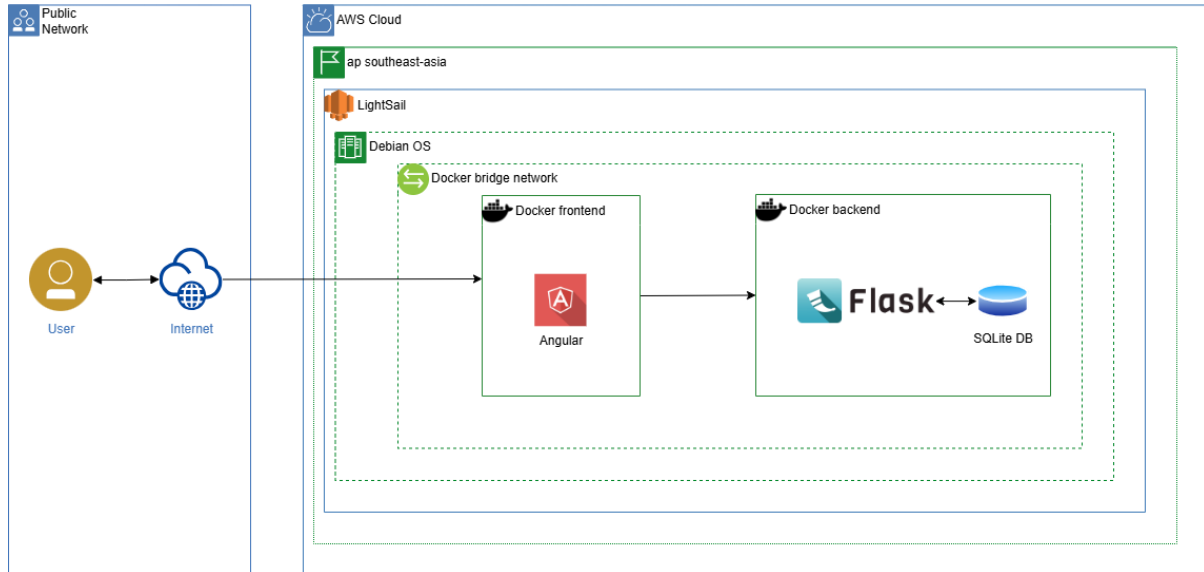 Public
Network
AWS Cloud
ap southeast-asia
LightSail
Debian OS
Docker bridge network
Docker frontend
Docker backend
A
Flask
User
Internet
Angular
SQLite DB